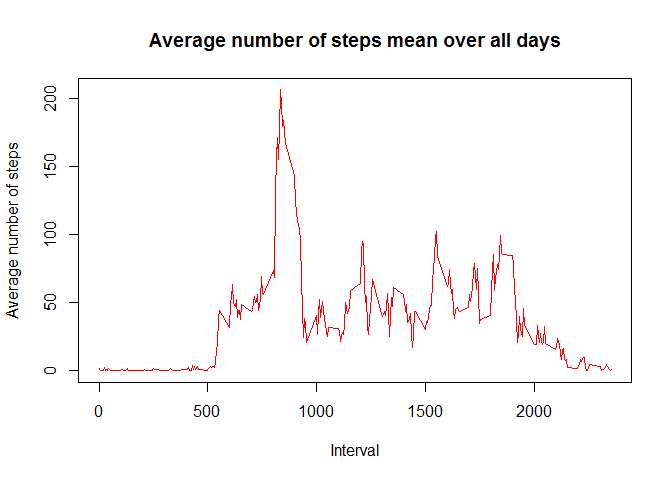 Average number of steps mean over all days
Average number of steps
200
150
100
50
0
0 500 1000 1500 2000
Interval